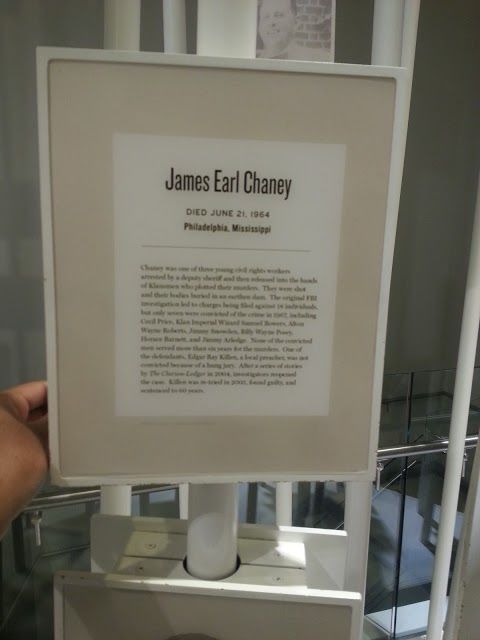 James Earl Chaney
DIED JUNE 21, 1964
Philadelphia, Mississippi
Chaney was one of three young civil rights workers
arrested by a deputy sheriff and then released into the hands
of Klansmen who plotted their murders. They were shot
and their bodies buried in an earthen dam. The original FBI
investigation led to charges being filed against 18 individuals,
but only seven were convicted of the crime in 1967, including
Cecil Price, Klan Imperial Wizard Samuel Bowers, Alton
Wayne Roberts, Jimmy Snowden, Billy Wayne Posey,
Horace Barnett, and Jimmy Arledge. None of the convicted
men served more than six years for the murders. One of
the defendants, Edgar Ray Killen, a local preacher, was not
convicted because of a hung jury. After a series of stories
by The Clarion-Ledger in 2004, investigators reopened
the case. Killen was re-tried in 2005, found guilty, and
sentenced to 60 years.